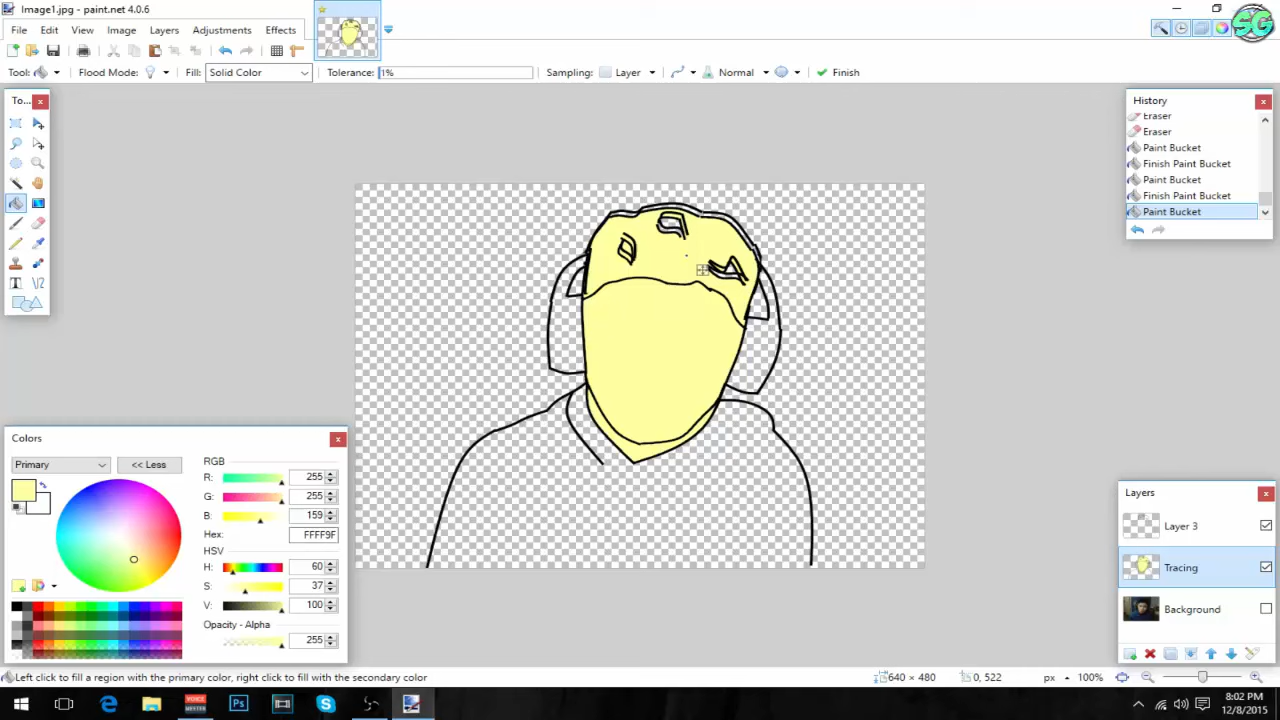 Image1.jpg - paint.net 4.0.6
SG
File Edit View Image Layers Adjustments Effects
Tool: Flood Mode: Fill: Solid Color Tolerance: 1% Sampling: Layer Normal Finish
To...
History
Eraser
Eraser
Paint Bucket
Finish Paint Bucket
Paint Bucket
Finish Paint Bucket
Paint Bucket
Colors
Primary << Less
RGB
R: 255
G: 255
B: 159
Hex: FFFF9F
HSV
H: 60
S: 37
V: 100
Opacity - Alpha
255
Layers
Layer 3
Tracing
Background
Left click to fill a region with the primary color, right click to fill with the secondary color
640 × 480 0, 522 px 100%
VOICE MEETER
Ps
8:02 PM
12/8/2015